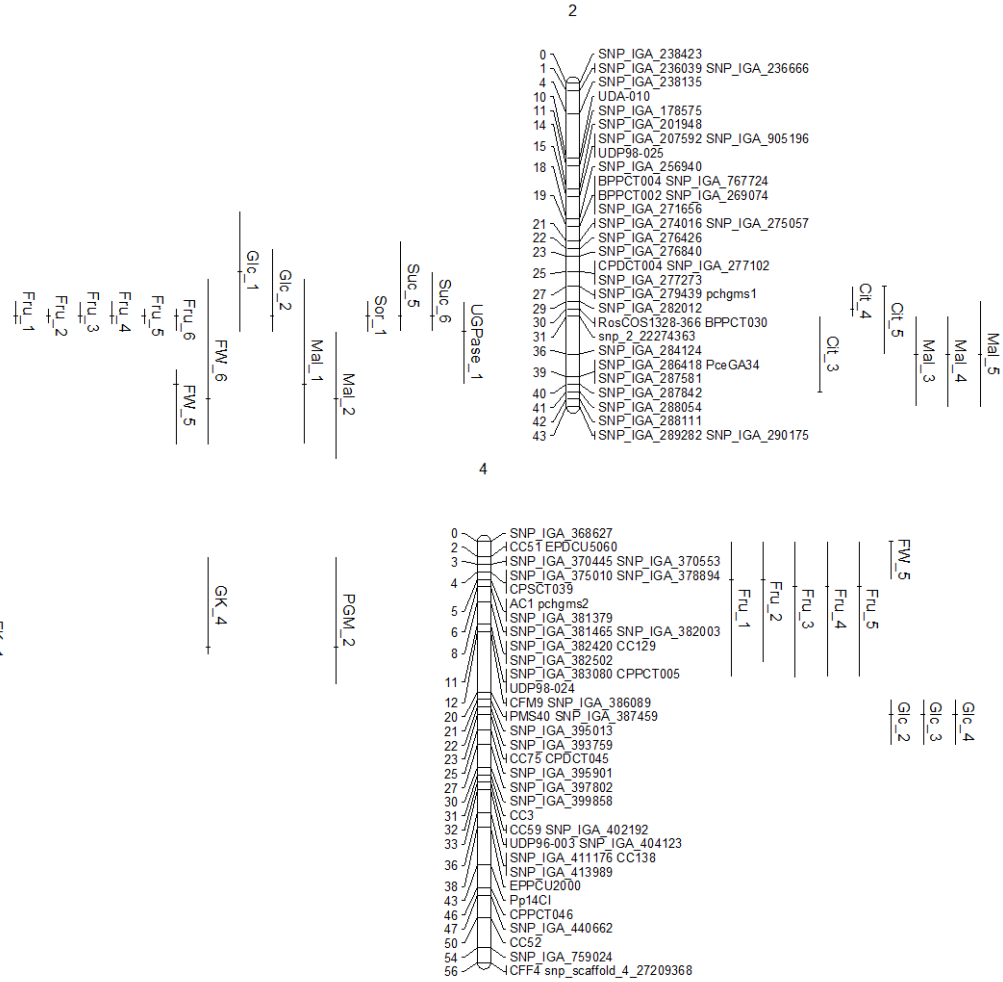 2
0 SNP_IGA_238423
1 SNP_IGA_236039 SNP_IGA_236666
4 SNP_IGA_238135
10 UDA-010
11 SNP_IGA_178575
14 SNP_IGA_201948
SNP_IGA_207592 SNP_IGA_905196
15 UDP98-025
18 SNP_IGA_256940
BPPCT004 SNP_IGA_767724
19 BPPCT002 SNP_IGA_269074
SNP_IGA_271656
21 SNP_IGA_274016 SNP_IGA_275057
22 SNP_IGA_276426
23 SNP_IGA_276840
CPDCT004 SNP_IGA_277102
25 SNP_IGA_277273
27 SNP_IGA_279439 pchgms1
29 SNP_IGA_282012
30 RosCOS1328-366 BPPCT030
31 snp_2_22274363
36 SNP_IGA_284124
SNP_IGA_286418 PceGA34
39 SNP_IGA_287581
40 SNP_IGA_287842
41 SNP_IGA_288054
42 SNP_IGA_288111
43 SNP_IGA_289282 SNP_IGA_290175
Fru_1
Fru_2
Fru_3
Fru_4
Fru_5
Fru_6
FW_5
FW_6
Glc_1
Glc_2
Mal_1
Mal_2
Sor_1
Suc_5
Suc_6
UGPase_1
Cit_3
Cit_4
Cit_5
Mal_3
Mal_4
Mal_5
4
0 SNP_IGA_368627
2 CC51 EPDCU5060
3 SNP_IGA_370445 SNP_IGA_370553
SNP_IGA_375010 SNP_IGA_378894
4 CPSCT039
AC1 pchgms2
5 SNP_IGA_381379
6 SNP_IGA_381465 SNP_IGA_382003
SNP_IGA_382420 CC129
8 SNP_IGA_382502
SNP_IGA_383080 CPPCT005
11 UDP98-024
12 CFM9 SNP_IGA_386089
20 PMS40 SNP_IGA_387459
21 SNP_IGA_395013
22 SNP_IGA_393759
23 CC75 CPDCT045
25 SNP_IGA_395901
27 SNP_IGA_397802
30 SNP_IGA_399858
31 CC3
32 CC59 SNP_IGA_402192
33 UDP96-003 SNP_IGA_404123
SNP_IGA_411176 CC138
36 SNP_IGA_413989
38 EPPCU2000
43 Pp14Cl
46 CPPCT046
47 SNP_IGA_440662
50 CC52
54 SNP_IGA_759024
56 CFF4 snp_scaffold_4_27209368
GK_4
PGM_2
Fru_1
Fru_2
Fru_3
Fru_4
Fru_5
FW_5
Glc_2
Glc_3
Glc_4